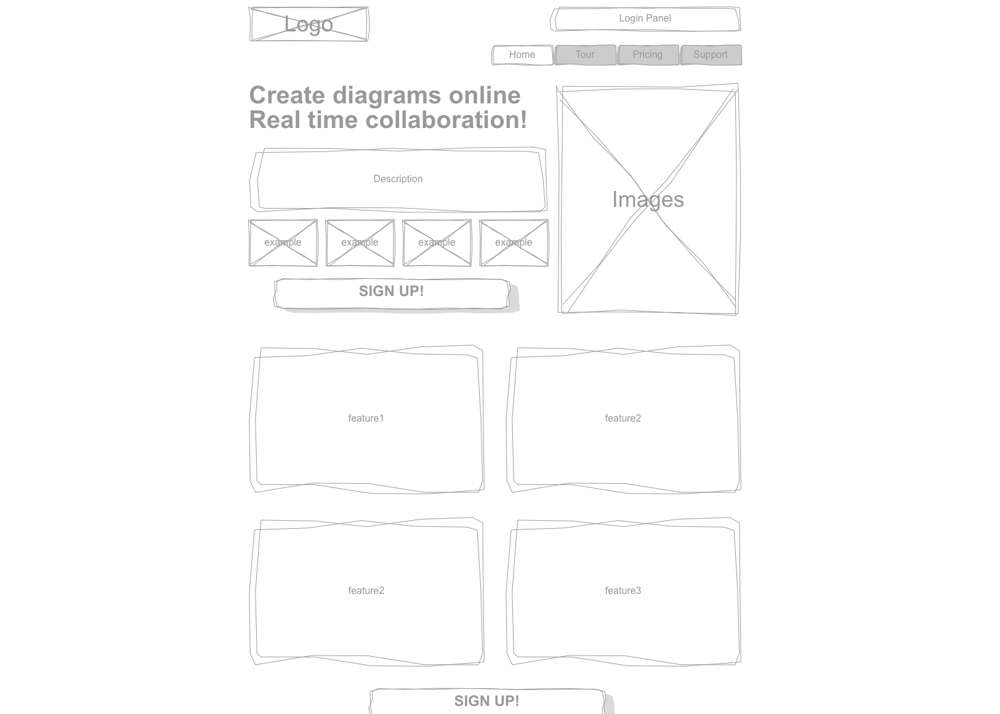 Logo
Login Panel
Home
Tour
Pricing
Support
Create diagrams online
Real time collaboration!
Description
Images
example
example
example
example
SIGN UP!
feature1
feature2
feature2
feature3
SIGN UP!